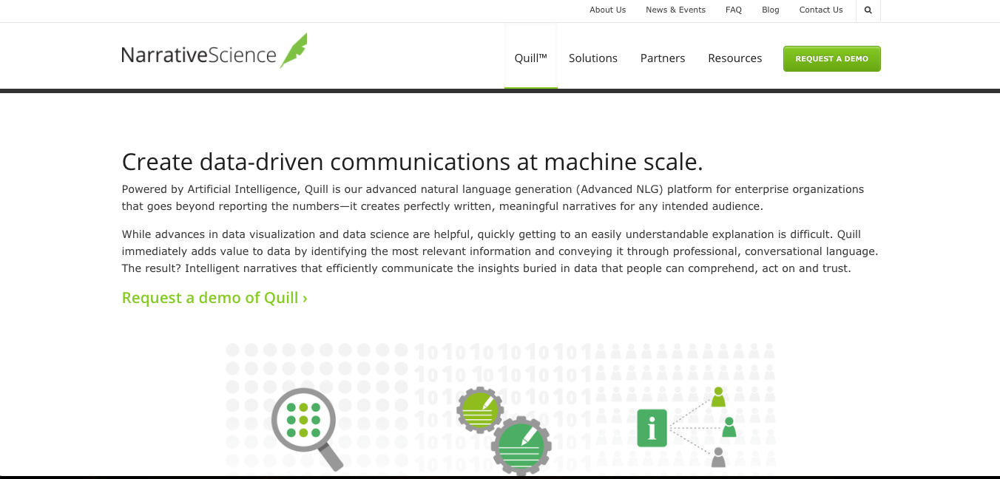 About Us News & Events FAQ Blog Contact Us
NarrativeScience
Quill™ Solutions Partners Resources REQUEST A DEMO
Create data-driven communications at machine scale.
Powered by Artificial Intelligence, Quill is our advanced natural language generation (Advanced NLG) platform for enterprise organizations
that goes beyond reporting the numbers—it creates perfectly written, meaningful narratives for any intended audience.
While advances in data visualization and data science are helpful, quickly getting to an easily understandable explanation is difficult. Quill
immediately adds value to data by identifying the most relevant information and conveying it through professional, conversational language.
The result? Intelligent narratives that efficiently communicate the insights buried in data that people can comprehend, act on and trust.
Request a demo of Quill ›
1010101010101
1010101010101
1010101010101
1010101010101
1010101010101
1010101010101
i